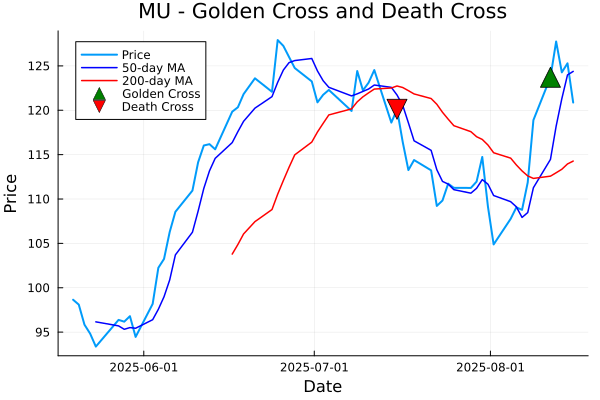 MU - Golden Cross and Death Cross
Price
50-day MA
200-day MA
Golden Cross
Death Cross
Price
125
120
115
110
105
100
95
2025-06-01
2025-07-01
2025-08-01
Date